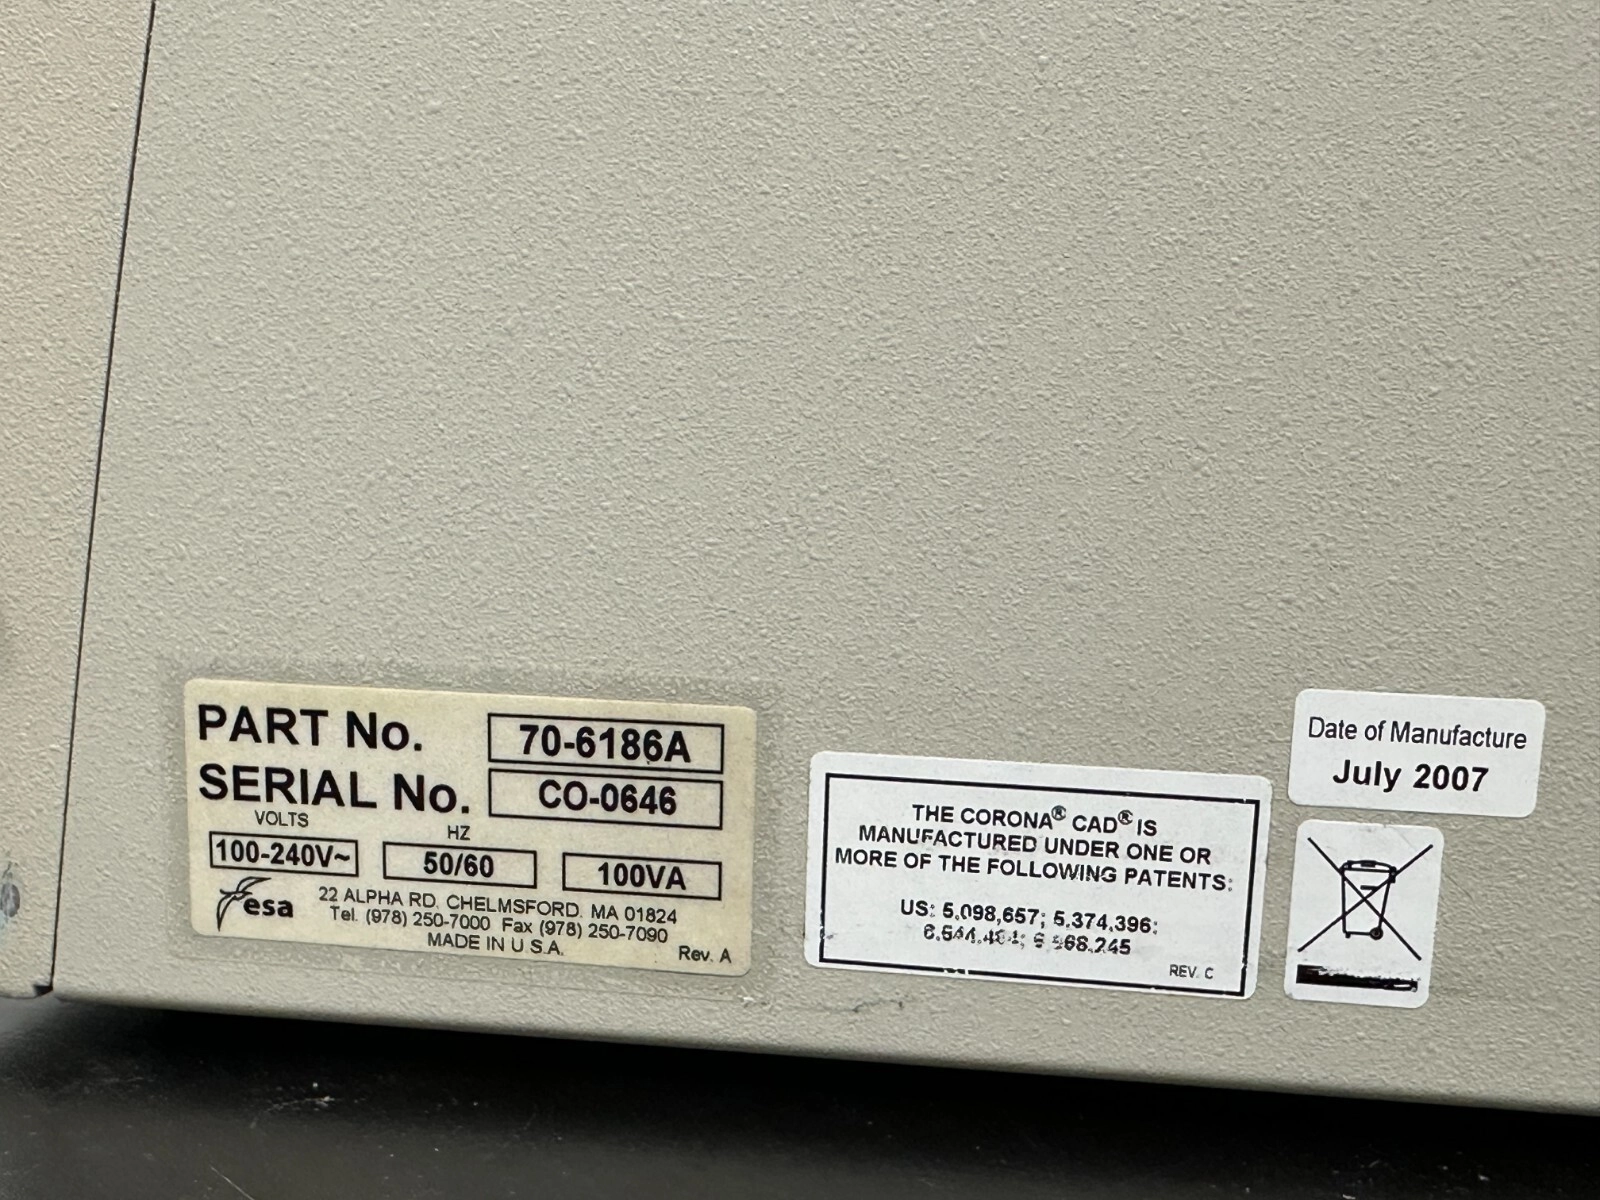 PART No. 70-6186A
SERIAL No. CO-0646
VOLTS HZ
100-240V~ 50/60 100VA
esa
22 ALPHA RD. CHELMSFORD. MA 01824
Tel. (978) 250-7000 Fax (978) 250-7090
MADE IN U.S.A.
Rev. A
THE CORONA® CAD® IS
MANUFACTURED UNDER ONE OR
MORE OF THE FOLLOWING PATENTS:
US: 5,098,657; 5,374,396;
REV. C
Date of Manufacture
July 2007